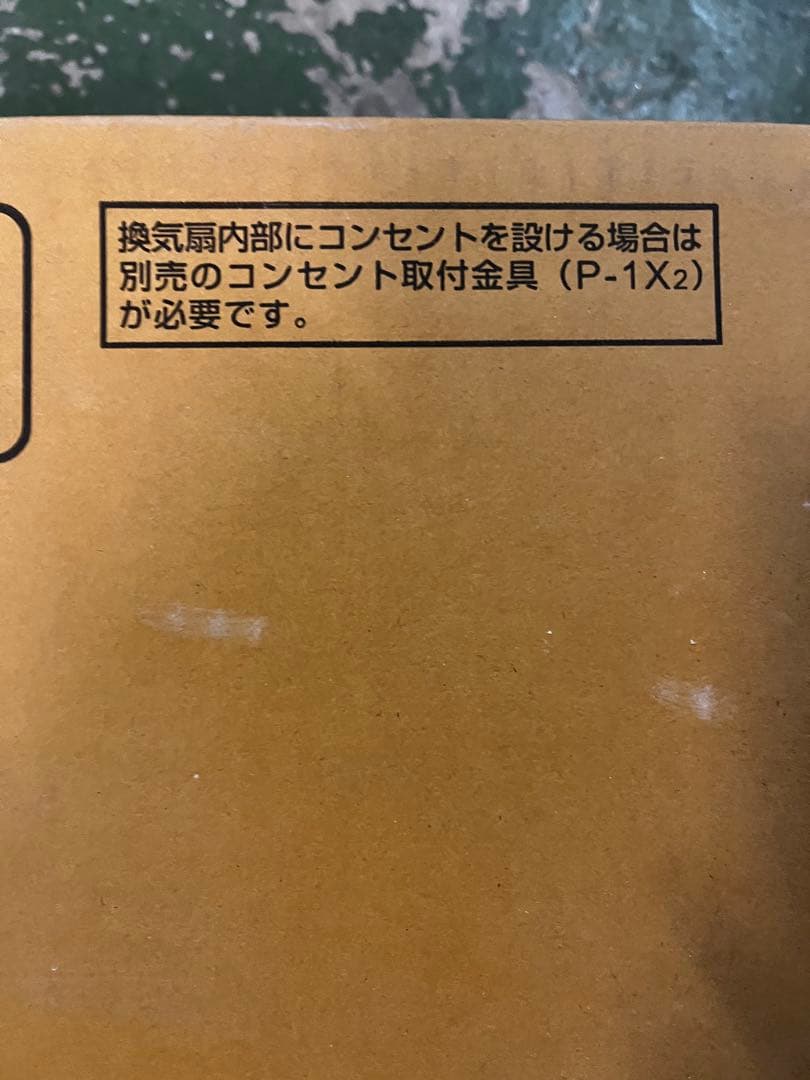 換気扇内部にコンセントを設ける場合は
別売のコンセント取付金具（P-1X2）
が必要です。